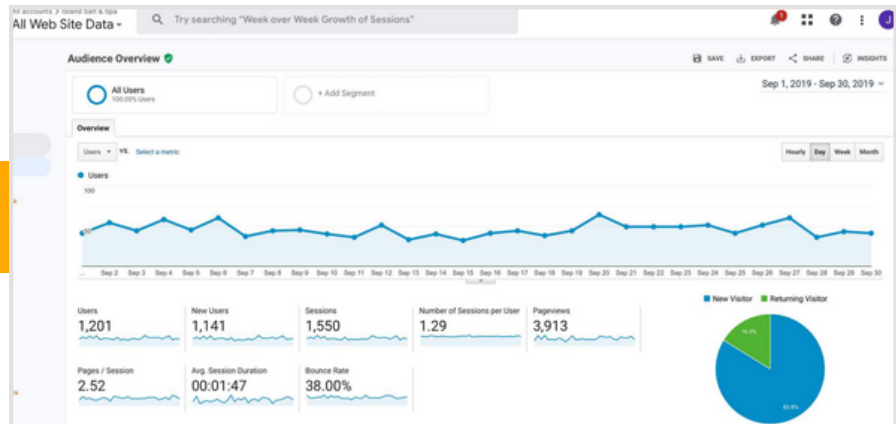 All accounts > Island Salt & Spa
All Web Site Data
Try searching "Week over Week Growth of Sessions"
Audience Overview
SAVE
EXPORT
SHARE
INSIGHTS
All Users
100.00% Users
+ Add Segment
Sep 1, 2019 - Sep 30, 2019
Overview
Users
VS.
Select a metric
Hourly
Day
Week
Month
Users
100
50
... Sep 2 Sep 3 Sep 4 Sep 5 Sep 6 Sep 7 Sep 8 Sep 9 Sep 10 Sep 11 Sep 12 Sep 13 Sep 14 Sep 15 Sep 16 Sep 17 Sep 18 Sep 19 Sep 20 Sep 21 Sep 22 Sep 23 Sep 24 Sep 25 Sep 26 Sep 27 Sep 28 Sep 29 Sep 30
New Visitor
Returning Visitor
Users
1,201
New Users
1,141
Sessions
1,550
Number of Sessions per User
1.29
Pageviews
3,913
Pages / Session
2.52
Avg. Session Duration
00:01:47
Bounce Rate
38.00%
16.2%
83.8%
J